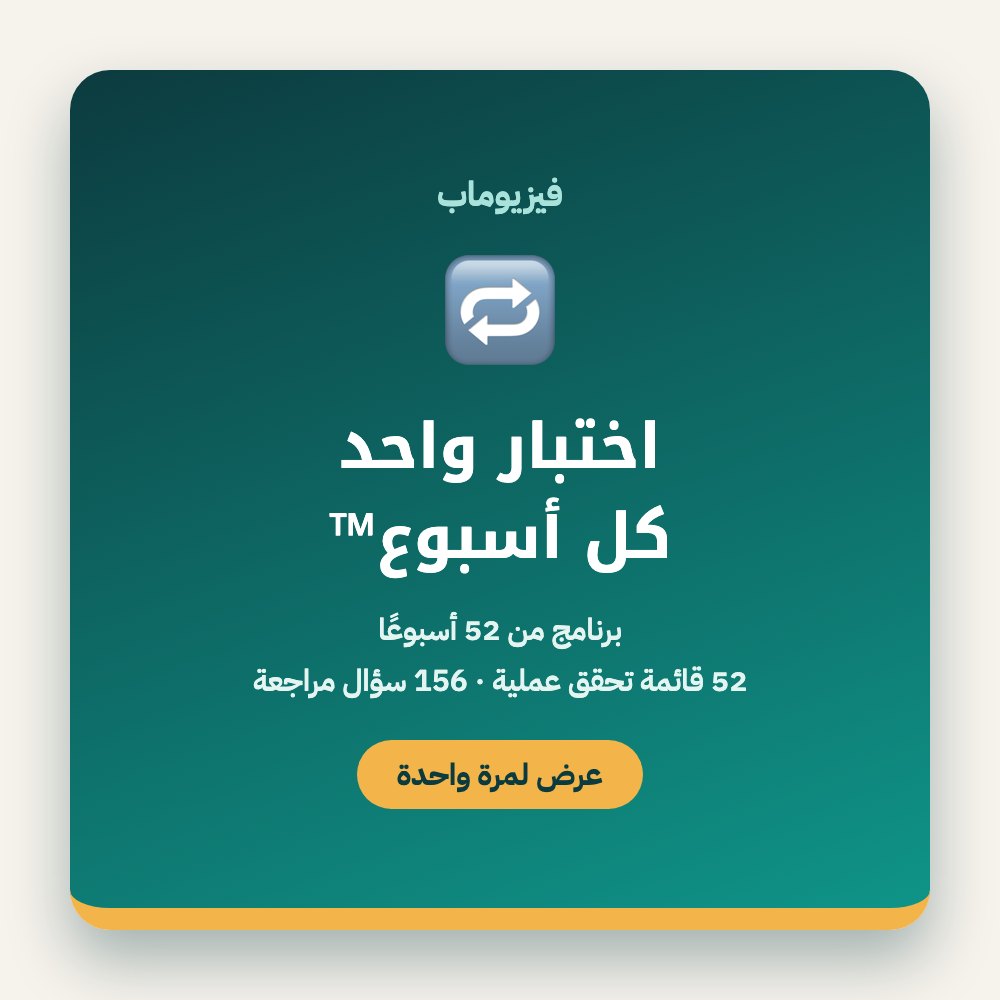 فيزيوماب
اختبار واحد
كل أسبوع™
برنامج من 52 أسبوعًا
52 قائمة تحقق عملية · 156 سؤال مراجعة
عرض لمرة واحدة